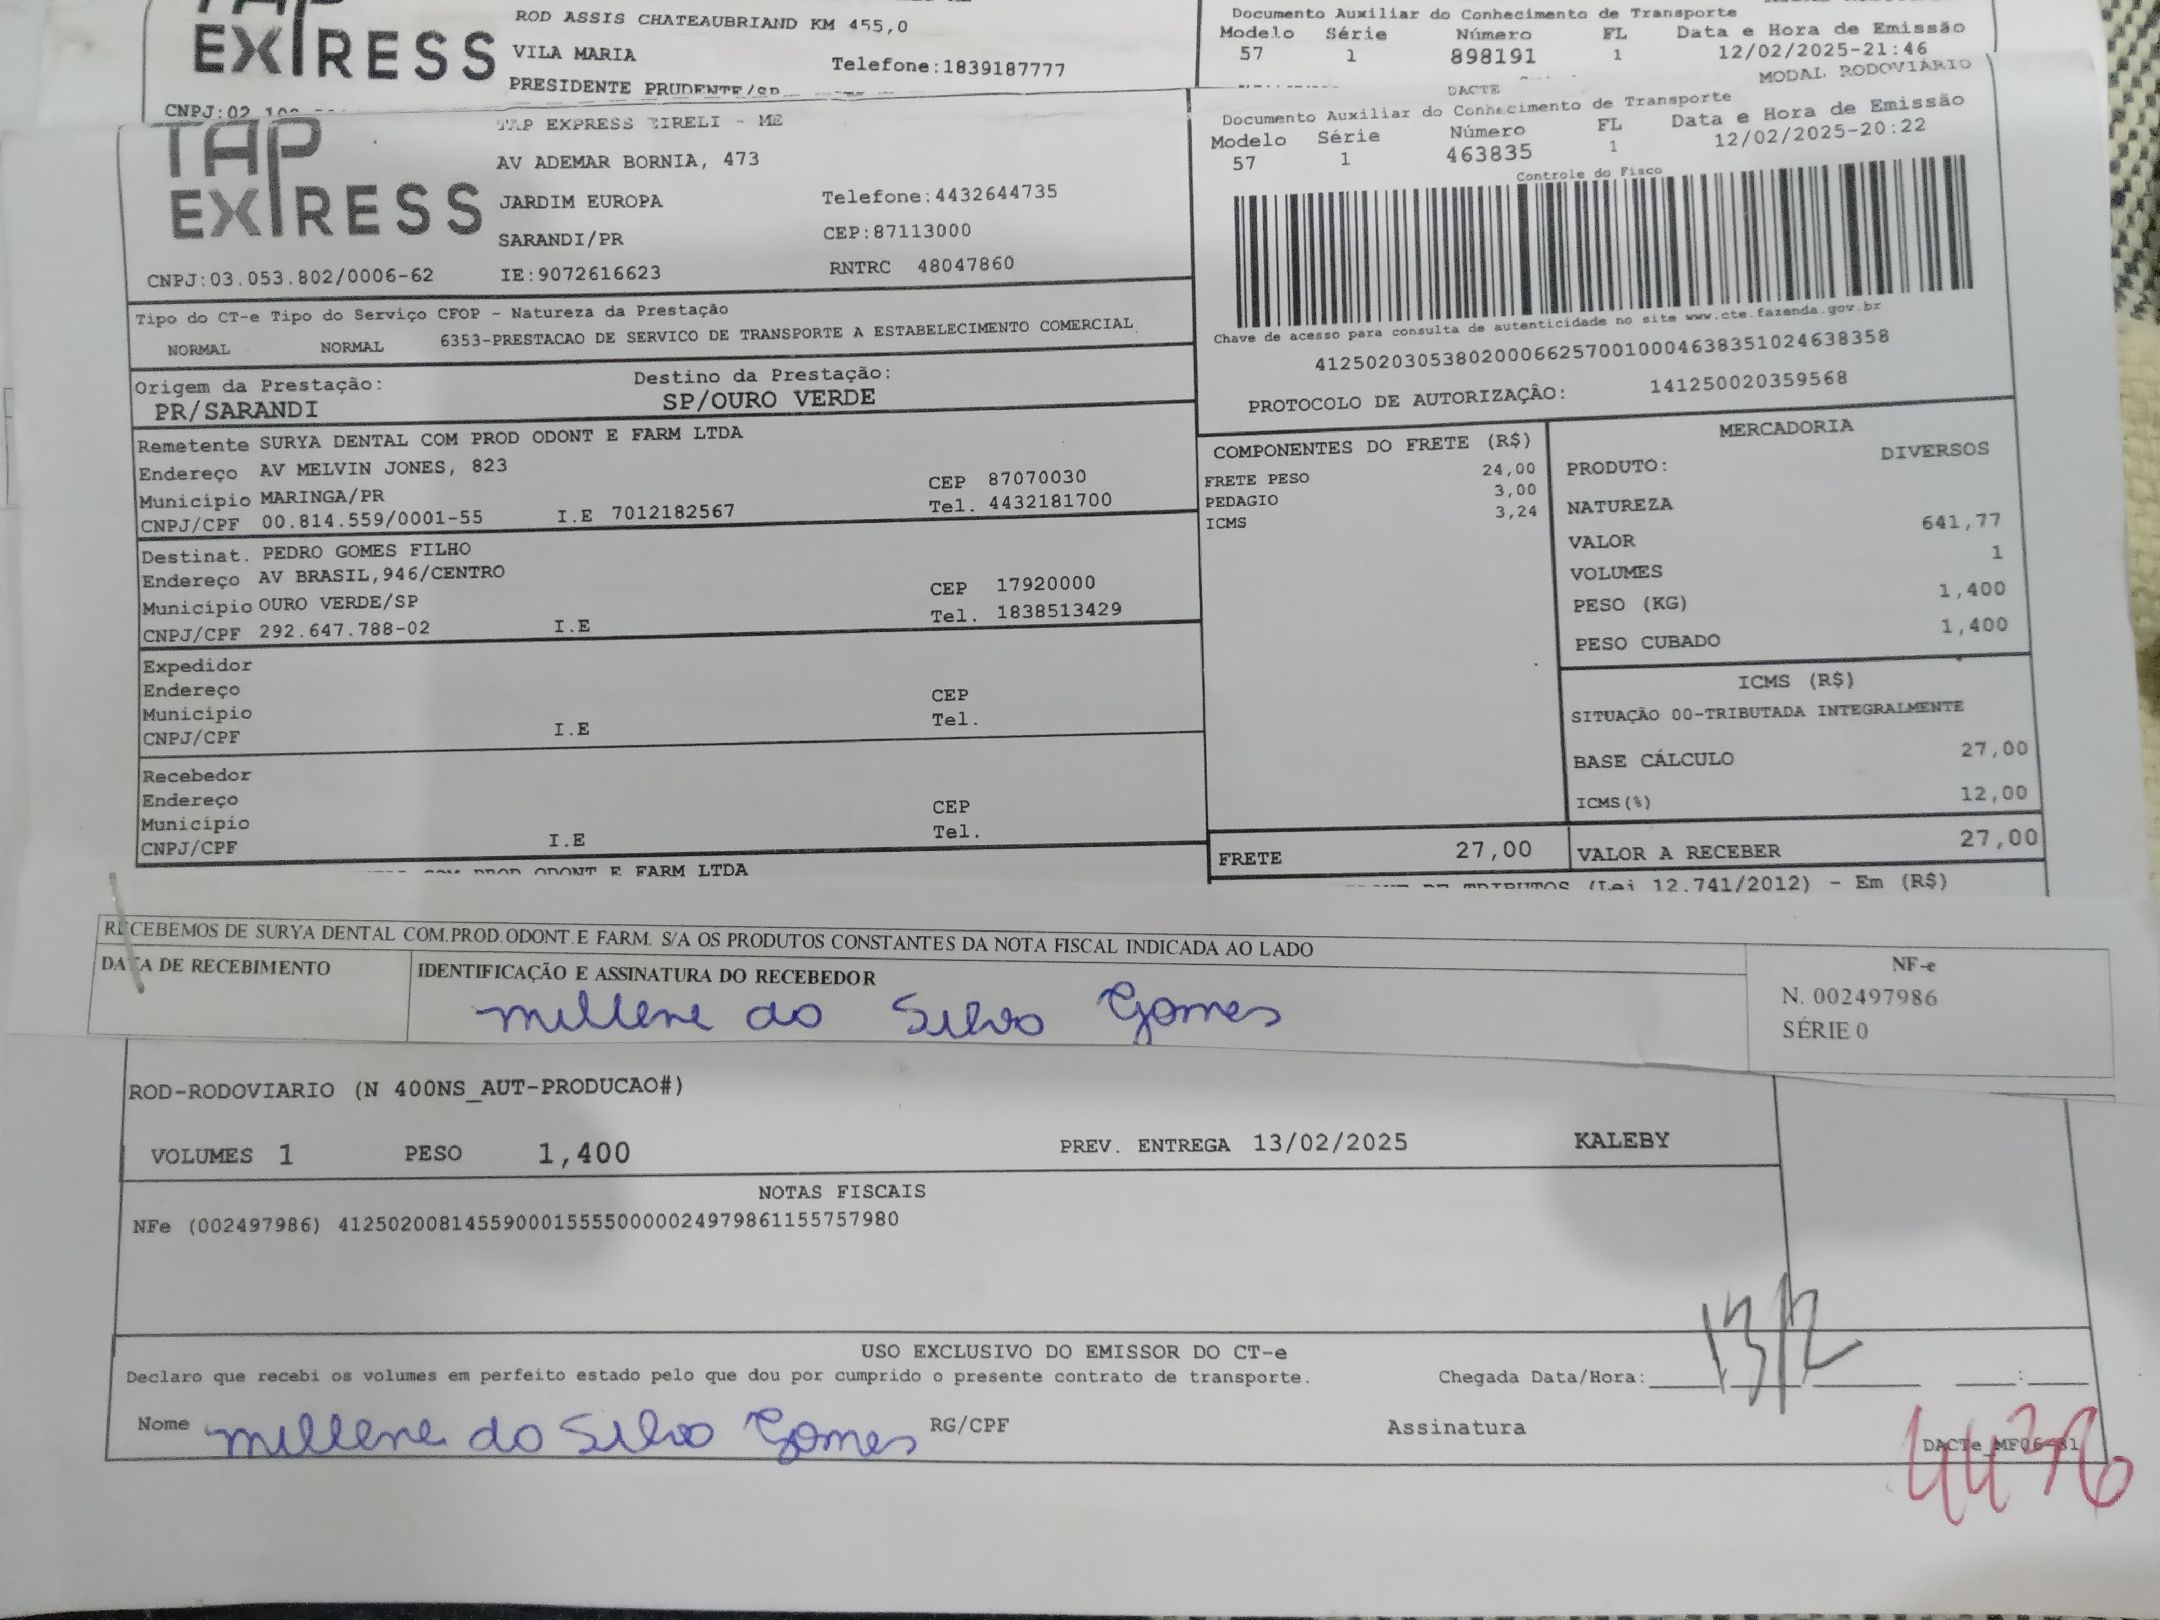 TAP
EXPRESS
ROD ASSIS CHATEAUBRIAND KM 455,0
VILA MARIA Telefone:1839187777
PRESIDENTE PRUDENTE/SP
CNPJ:02
Documento Auxiliar do Conhecimento de Transporte
Modelo Série Número FL Data e Hora de Emissão
57 1 898191 1 12/02/2025-21:46
MODAL RODOVIÁRIO
TAP
EXPRESS
TAP EXPRESS EIRELI - ME
AV ADEMAR BORNIA, 473
JARDIM EUROPA Telefone:4432644735
SARANDI/PR CEP:87113000
CNPJ:03.053.802/0006-62 IE:9072616623 RNTRC 48047860
DACTE
Documento Auxiliar do Conhecimento de Transporte
Modelo Série Número FL Data e Hora de Emissão
57 1 463835 1 12/02/2025-20:22
Controle do Fisco
Chave de acesso para consulta de autenticidade no site www.cte.fazenda.gov.br
41250203053802000662570010004638351024638358
PROTOCOLO DE AUTORIZAÇÃO: 141250020359568
Tipo do CT-e Tipo do Serviço CFOP - Natureza da Prestação
NORMAL NORMAL 6353-PRESTACAO DE SERVICO DE TRANSPORTE A ESTABELECIMENTO COMERCIAL
Origem da Prestação: Destino da Prestação:
PR/SARANDI SP/OURO VERDE
Remetente SURYA DENTAL COM PROD ODONT E FARM LTDA
Endereço AV MELVIN JONES, 823 CEP 87070030
Município MARINGA/PR Tel. 4432181700
CNPJ/CPF 00.814.559/0001-55 I.E 7012182567
Destinat. PEDRO GOMES FILHO
Endereço AV BRASIL,946/CENTRO CEP 17920000
Município OURO VERDE/SP Tel. 1838513429
CNPJ/CPF 292.647.788-02 I.E
Expedidor
Endereço CEP
Município Tel.
CNPJ/CPF I.E
Recebedor
Endereço CEP
Município Tel.
CNPJ/CPF I.E
COM PROD ODONT E FARM LTDA
COMPONENTES DO FRETE (R$)
FRETE PESO 24,00
PEDAGIO 3,00
ICMS 3,24
MERCADORIA
PRODUTO: DIVERSOS
NATUREZA
VALOR 641,77
VOLUMES 1
PESO (KG) 1,400
PESO CUBADO 1,400
ICMS (R$)
SITUAÇÃO 00-TRIBUTADA INTEGRALMENTE
BASE CÁLCULO 27,00
ICMS(%) 12,00
FRETE 27,00 VALOR A RECEBER 27,00
DE TRIBUTOS (Lei 12.741/2012) - Em (R$)
RECEBEMOS DE SURYA DENTAL COM.PROD.ODONT.E FARM. S/A OS PRODUTOS CONSTANTES DA NOTA FISCAL INDICADA AO LADO
DATA DE RECEBIMENTO IDENTIFICAÇÃO E ASSINATURA DO RECEBEDOR
millene da Silva Gomes
NF-e
N. 002497986
SÉRIE 0
ROD-RODOVIARIO (N 400NS_AUT-PRODUCAO#)
VOLUMES 1 PESO 1,400 PREV. ENTREGA 13/02/2025 KALEBY
NOTAS FISCAIS
NFe (002497986) 41250200814559000155550000024979861155757980
USO EXCLUSIVO DO EMISSOR DO CT-e
Declaro que recebi os volumes em perfeito estado pelo que dou por cumprido o presente contrato de transporte. Chegada Data/Hora: 13/2
Nome millene da Silva Gomes RG/CPF Assinatura